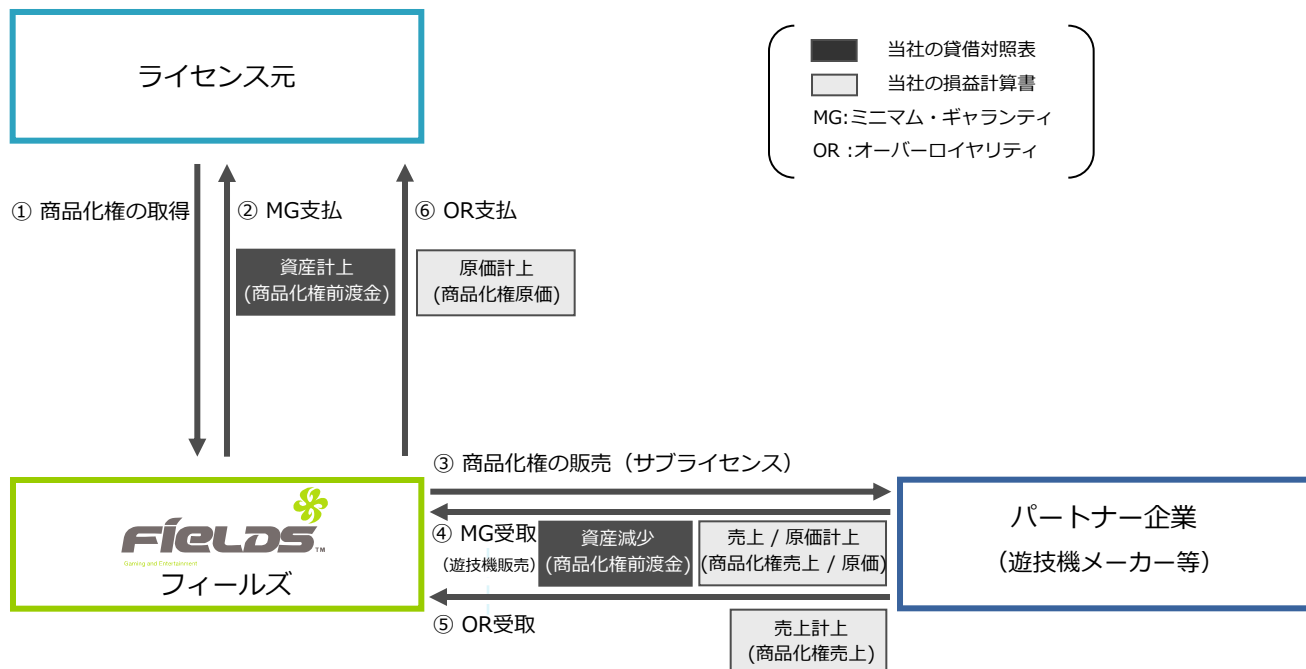 ライセンス元
当社の貸借対照表
当社の損益計算書
MG:ミニマム・ギャランティ
OR :オーバーロイヤリティ
① 商品化権の取得
② MG支払
⑥ OR支払
資産計上
(商品化権前渡金)
原価計上
(商品化権原価)
③ 商品化権の販売（サブライセンス）
FIELDS TM
Gaming and Entertainment
フィールズ
④ MG受取
（遊技機販売）
資産減少
(商品化権前渡金)
売上 / 原価計上
(商品化権売上 / 原価)
パートナー企業
（遊技機メーカー等）
⑤ OR受取
売上計上
(商品化権売上)